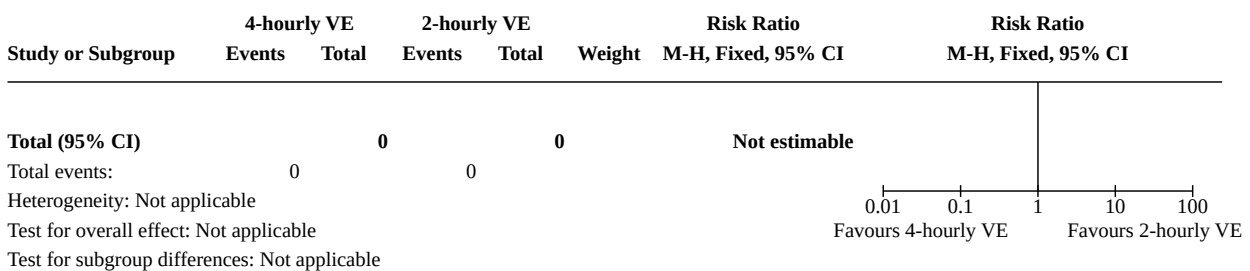 4-hourly VE 2-hourly VE Risk Ratio Risk Ratio
Study or Subgroup Events Total Events Total Weight M-H, Fixed, 95% CI M-H, Fixed, 95% CI
Total (95% CI) 0 0 Not estimable
Total events: 0 0
Heterogeneity: Not applicable
0.01 0.1 1 10 100
Test for overall effect: Not applicable
Favours 4-hourly VE Favours 2-hourly VE
Test for subgroup differences: Not applicable